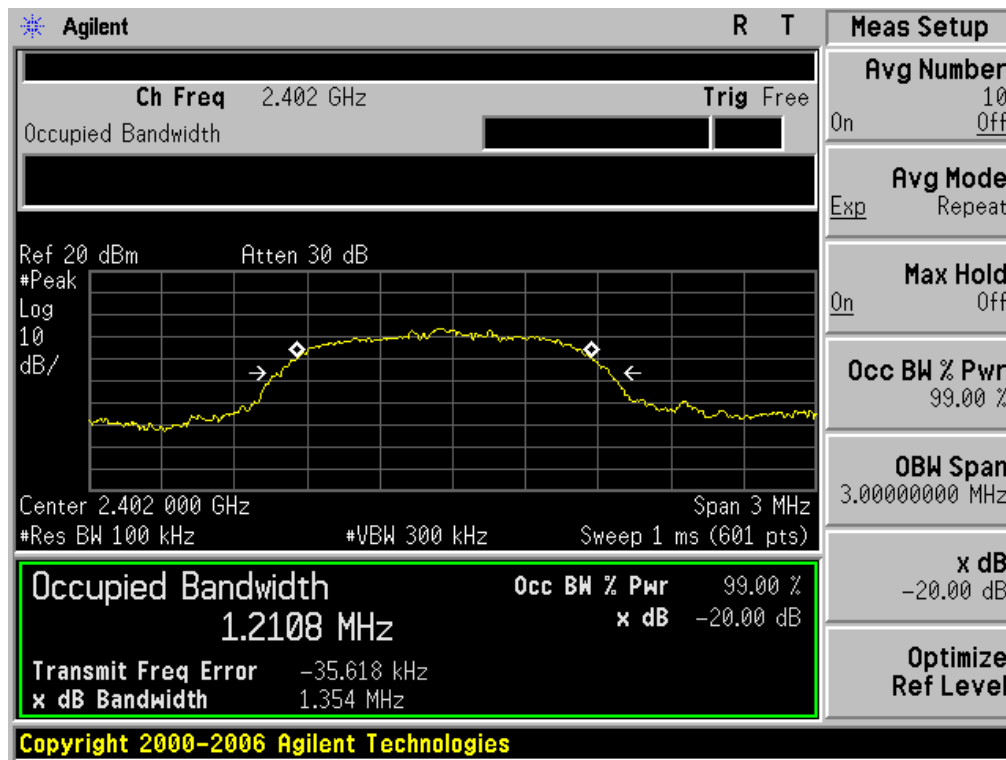 Agilent R T
Meas Setup
Ch Freq 2.402 GHz Trig Free
Occupied Bandwidth
Ref 20 dBm Atten 30 dB
#Peak
Log
10
dB/
Center 2.402 000 GHz Span 3 MHz
#Res BW 100 kHz #VBW 300 kHz Sweep 1 ms (601 pts)
Occupied Bandwidth Occ BW % Pwr 99.00 %
1.2108 MHz x dB -20.00 dB
Transmit Freq Error -35.618 kHz
x dB Bandwidth 1.354 MHz
Copyright 2000-2006 Agilent Technologies
Avg Number
10
On Off
Avg Mode
Exp Repeat
Max Hold
On Off
Occ BW % Pwr
99.00 %
OBW Span
3.00000000 MHz
x dB
-20.00 dB
Optimize
Ref Level